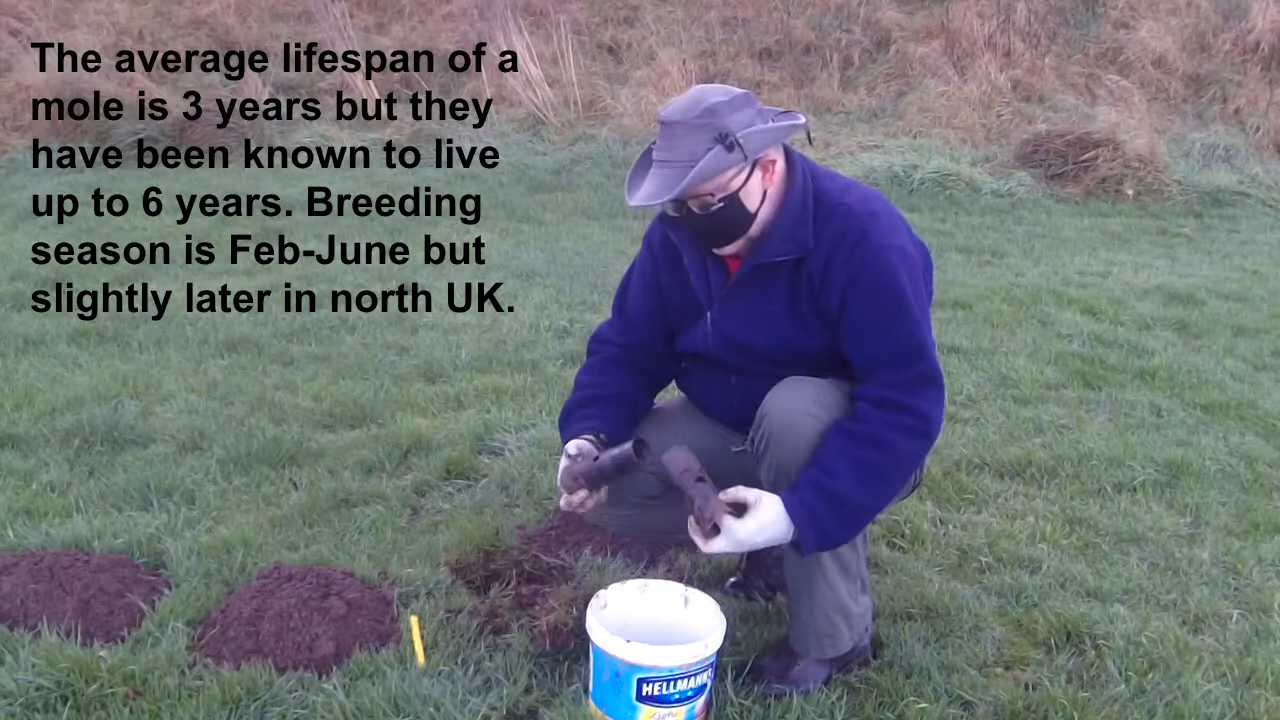 The average lifespan of a
mole is 3 years but they
have been known to live
up to 6 years. Breeding
season is Feb-June but
slightly later in north UK.
HELLMANN'S
Light